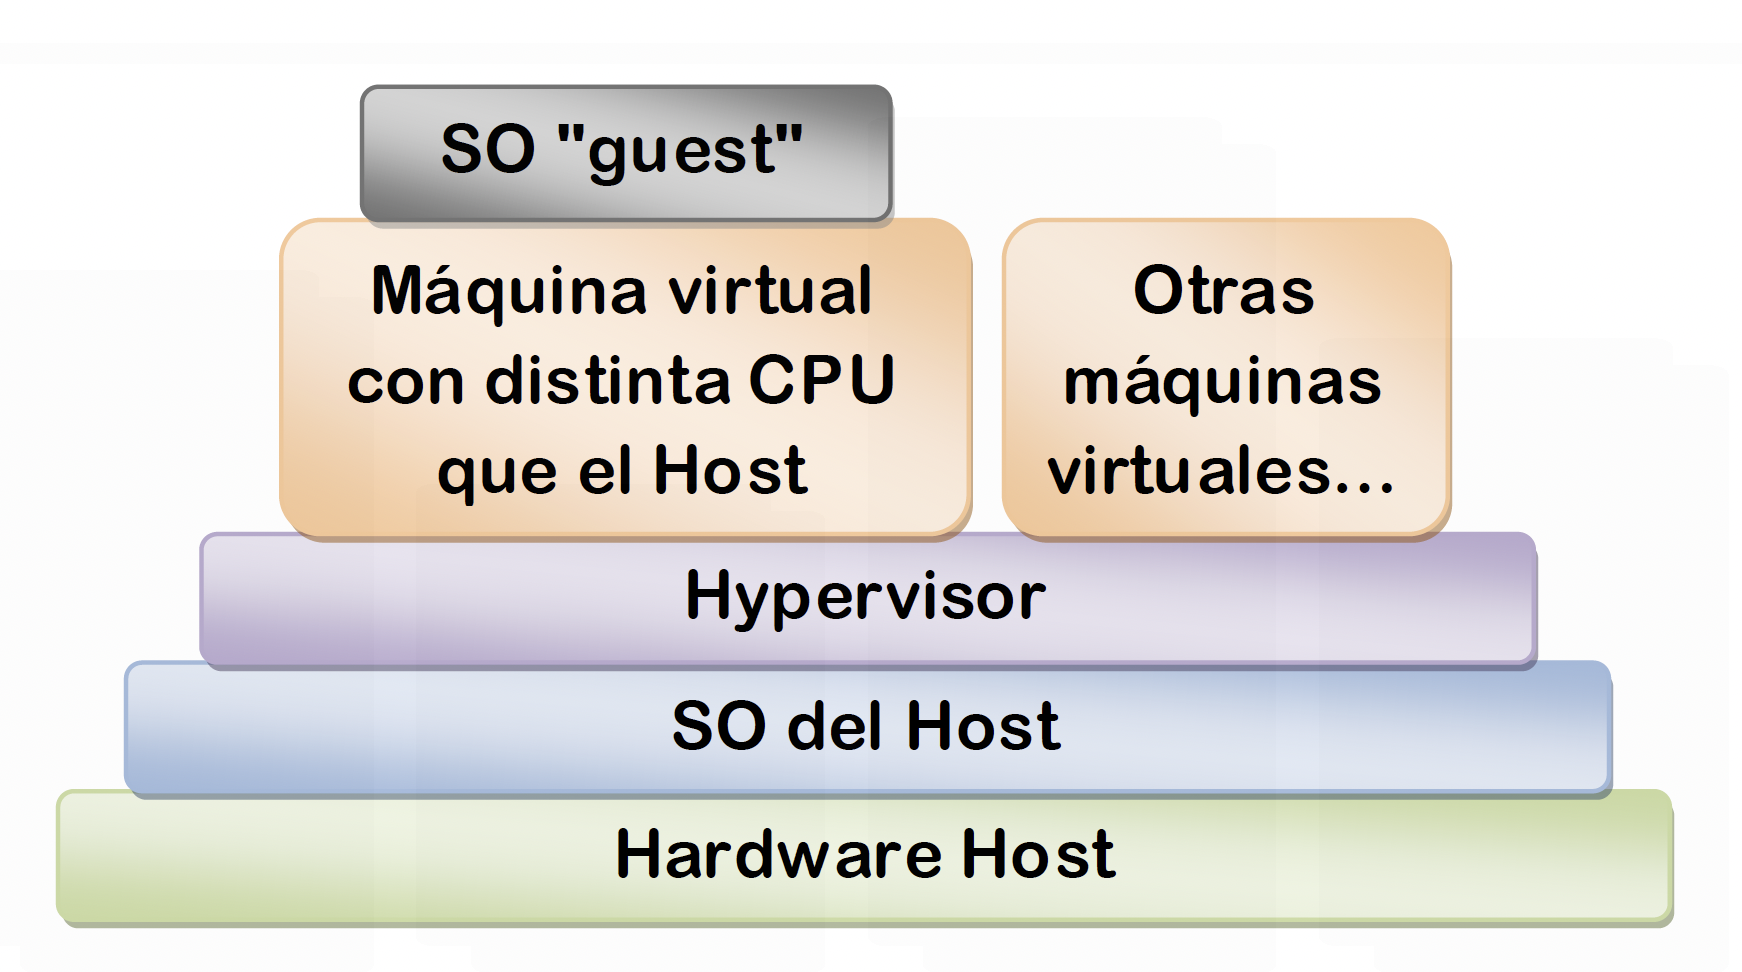 SO "guest"
Máquina virtual
con distinta CPU
que el Host
Otras
máquinas
virtuales...
Hypervisor
SO del Host
Hardware Host